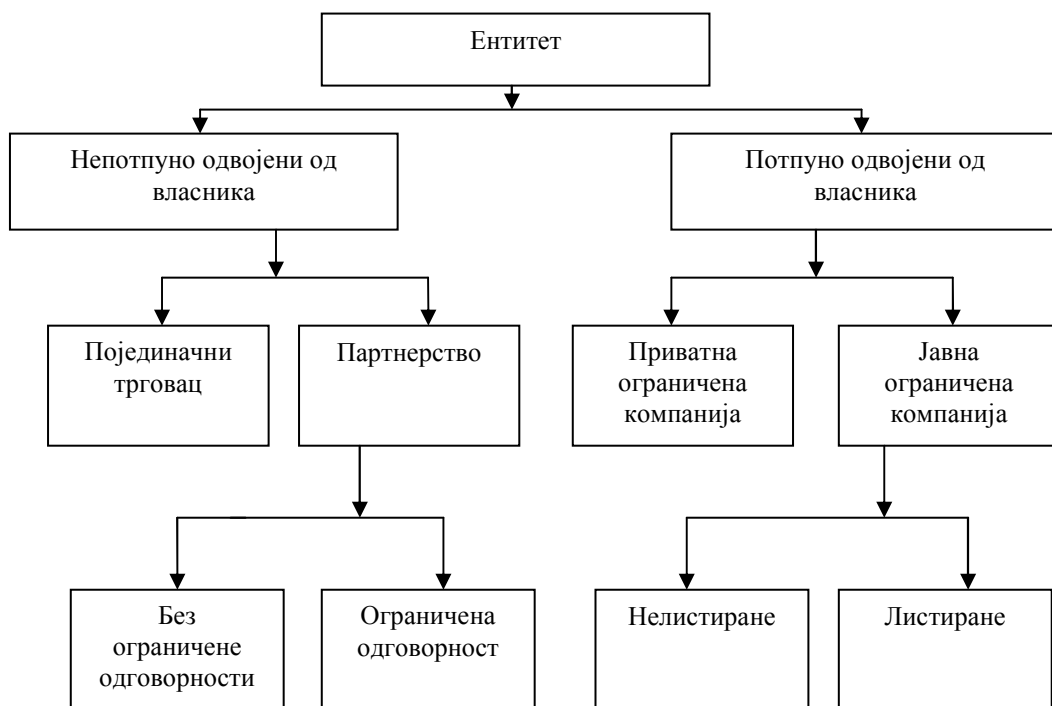 Ентитет
Непотпуно одвојени од
власника
Потпуно одвојени од
власника
Појединачни
трговац
Партнерство
Приватна
ограничена
компанија
Јавна
ограничена
компанија
Без
ограничене
одговорности
Ограничена
одговорност
Нелистиране
Листиране